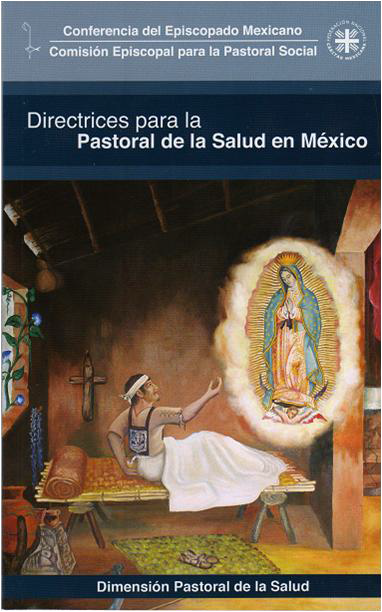 Conferencia del Episcopado Mexicano
Comisión Episcopal para la Pastoral Social
Directrices para la
Pastoral de la Salud en México
Dimensión Pastoral de la Salud